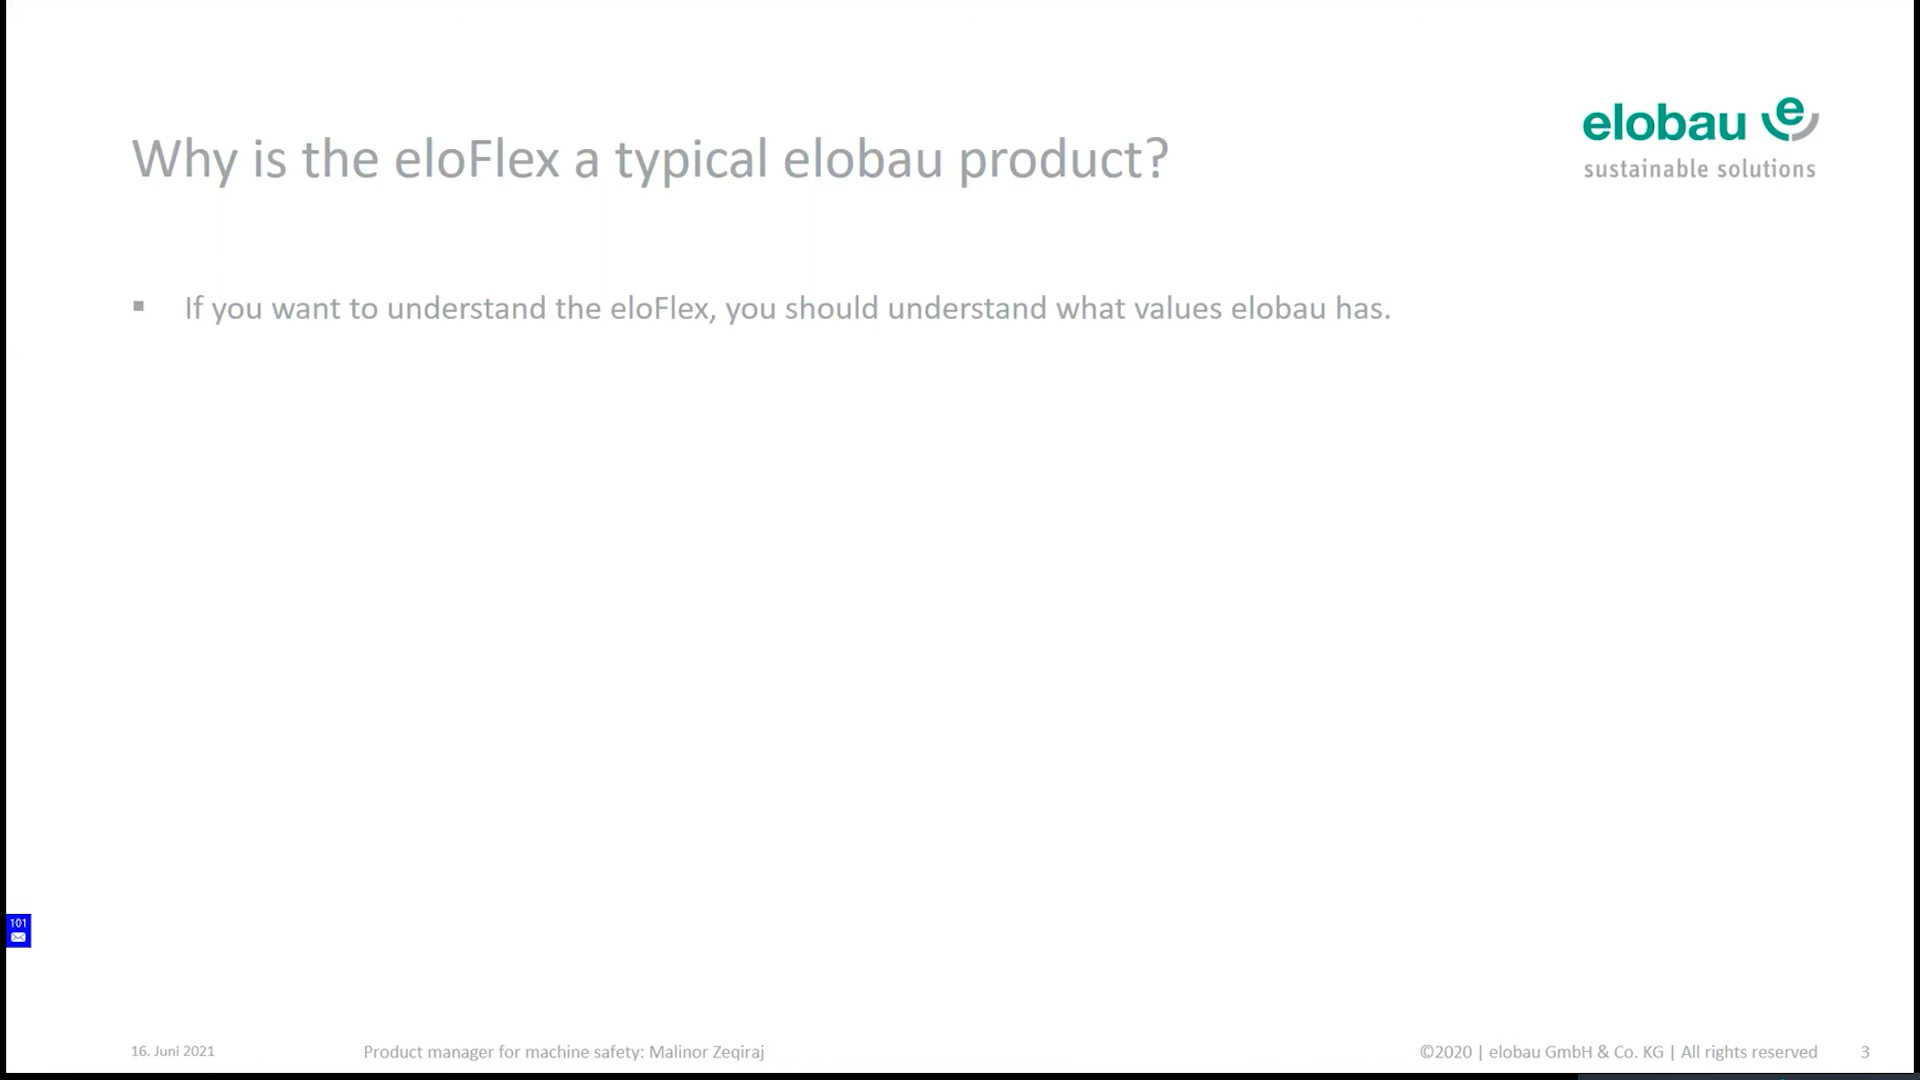 elobau e
sustainable solutions
Why is the eloFlex a typical elobau product?
▪ If you want to understand the eloFlex, you should understand what values elobau has.
101
16. Juni 2021
Product manager for machine safety: Malinor Zeqiraj
©2020 | elobau GmbH & Co. KG | All rights reserved
3